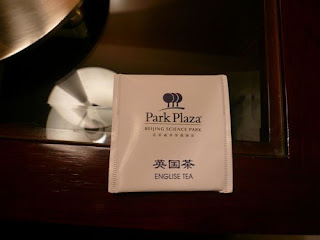 Park Plaza
BEIJING SCIENCE PARK
英国茶
ENGLISE TEA